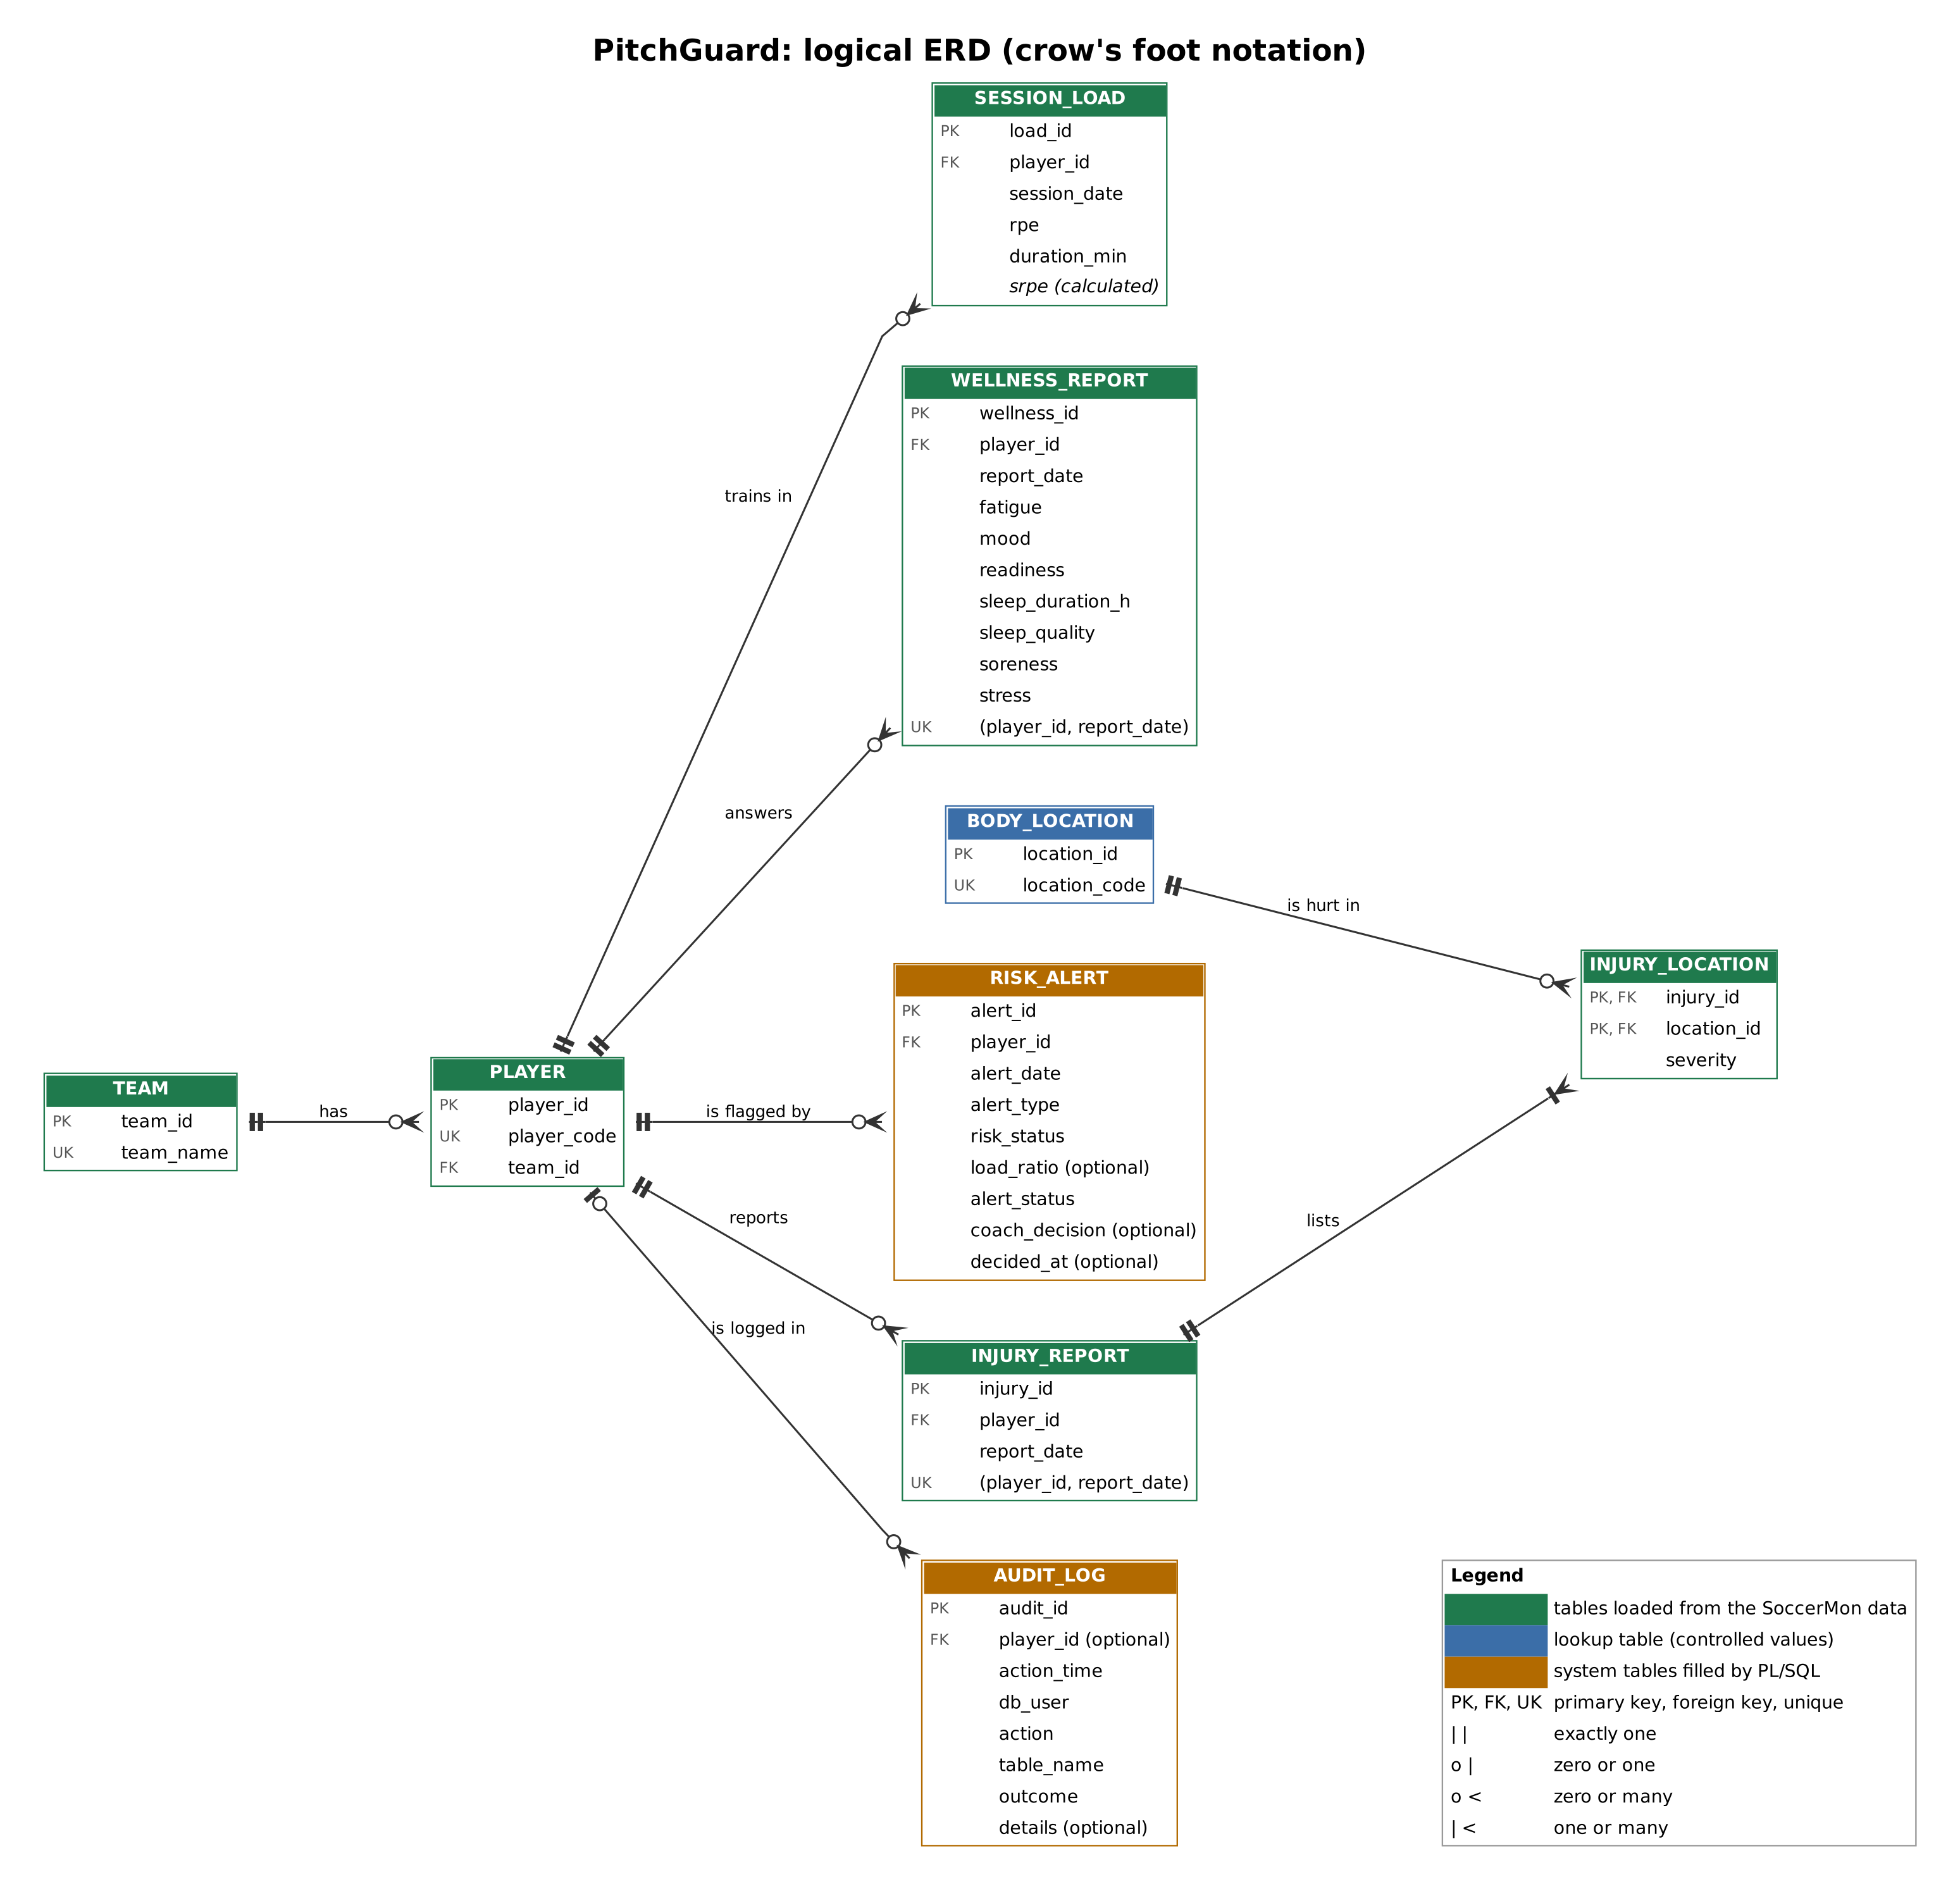 PitchGuard: logical ERD (crow's foot notation)
SESSION_LOAD
PK load_id
FK player_id
session_date
rpe
duration_min
srpe (calculated)
trains in
WELLNESS_REPORT
PK wellness_id
FK player_id
report_date
fatigue
mood
readiness
sleep_duration_h
sleep_quality
soreness
stress
UK (player_id, report_date)
answers
BODY_LOCATION
PK location_id
UK location_code
is hurt in
INJURY_LOCATION
PK, FK injury_id
PK, FK location_id
severity
RISK_ALERT
PK alert_id
FK player_id
alert_date
alert_type
risk_status
load_ratio (optional)
alert_status
coach_decision (optional)
decided_at (optional)
TEAM
PK team_id
UK team_name
has
PLAYER
PK player_id
UK player_code
FK team_id
is flagged by
reports
lists
is logged in
INJURY_REPORT
PK injury_id
FK player_id
report_date
UK (player_id, report_date)
AUDIT_LOG
PK audit_id
FK player_id (optional)
action_time
db_user
action
table_name
outcome
details (optional)
Legend
tables loaded from the SoccerMon data
lookup table (controlled values)
system tables filled by PL/SQL
PK, FK, UK primary key, foreign key, unique
| | exactly one
o | zero or one
o < zero or many
| < one or many